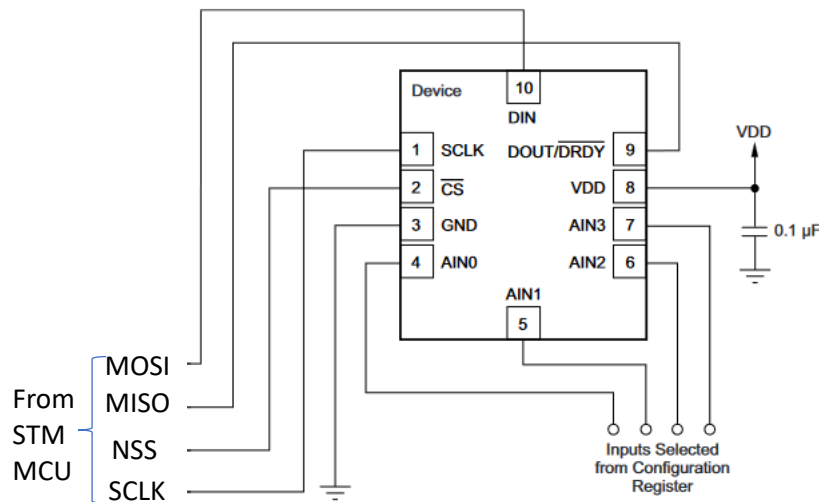 Device
10
DIN
1 SCLK
DOUT/DRDY 9
VDD
2 CS
VDD 8
3 GND
AIN3 7
0.1 µF
4 AIN0
AIN2 6
AIN1
5
MOSI
From
MISO
STM
NSS
MCU
SCLK
Inputs Selected
from Configuration
Register